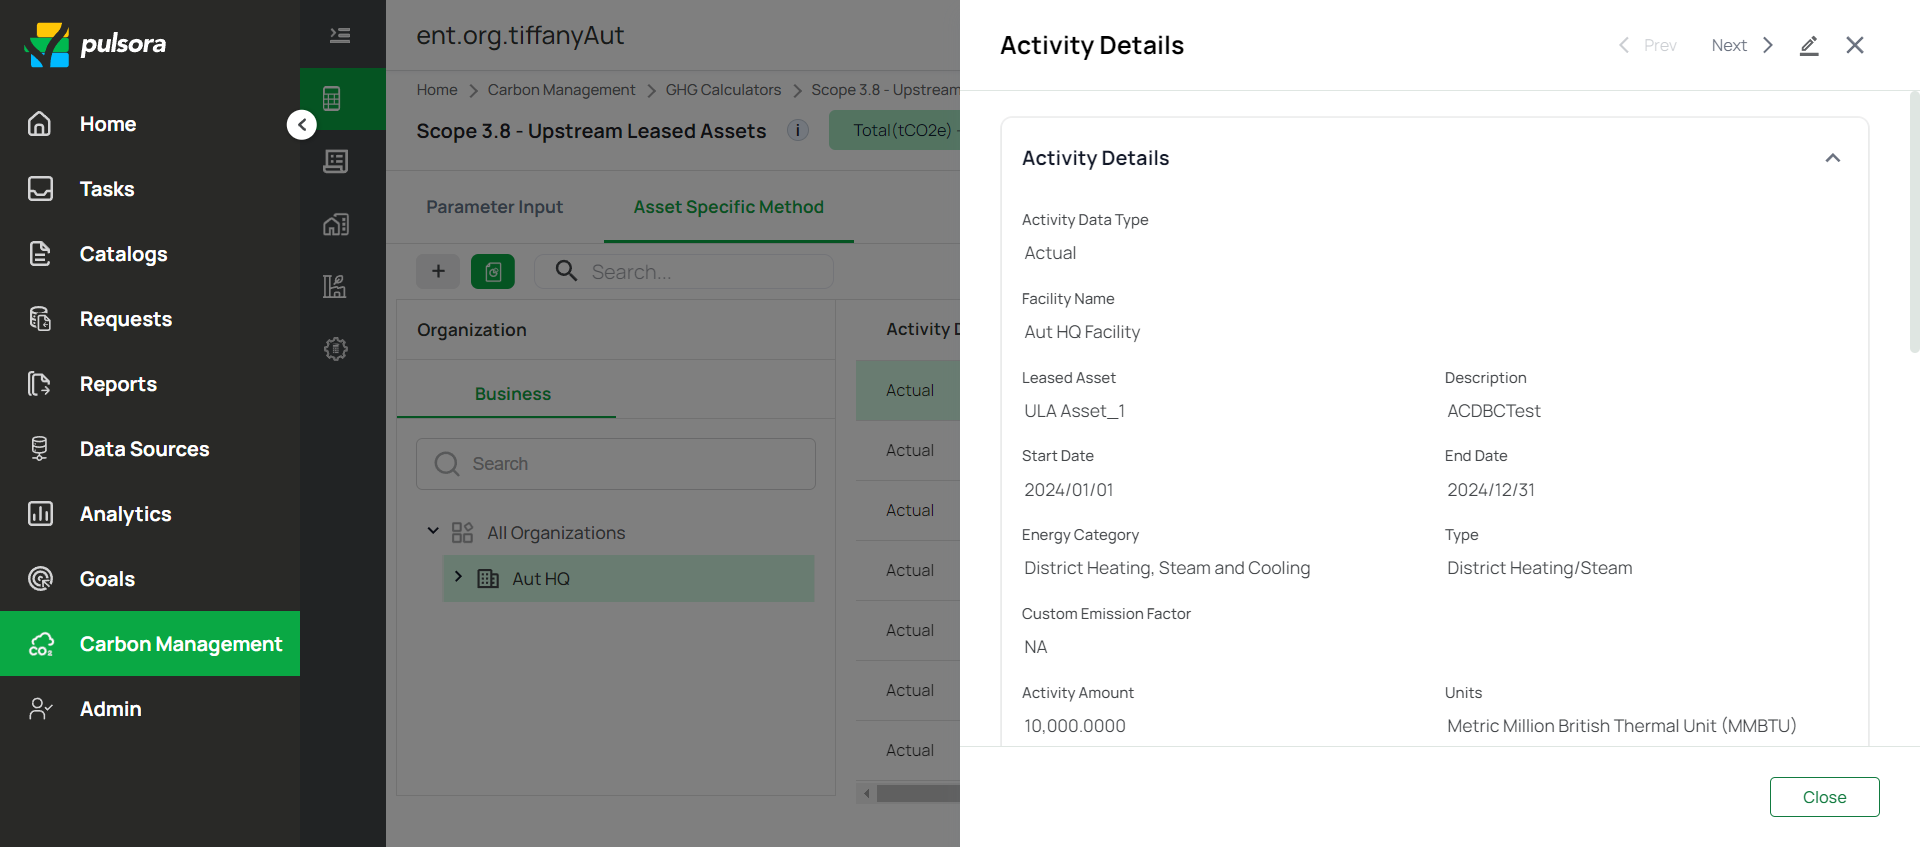 pulsora
Home
Tasks
Catalogs
Requests
Reports
Data Sources
Analytics
Goals
Carbon Management
Admin
ent.org.tiffanyAut
Home > Carbon Management > GHG Calculators > Scope 3.8 - Upstream
Scope 3.8 - Upstream Leased Assets i Total(tCO2e) -
Parameter Input Asset Specific Method
+ Search...
Organization
Business
Search
All Organizations
Aut HQ
Activity D
Actual
Actual
Actual
Actual
Actual
Actual
Actual
Activity Details
Prev Next
Activity Details
Activity Data Type
Actual
Facility Name
Aut HQ Facility
Leased Asset Description
ULA Asset_1 ACDBCTest
Start Date End Date
2024/01/01 2024/12/31
Energy Category Type
District Heating, Steam and Cooling District Heating/Steam
Custom Emission Factor
NA
Activity Amount Units
10,000.0000 Metric Million British Thermal Unit (MMBTU)
Close